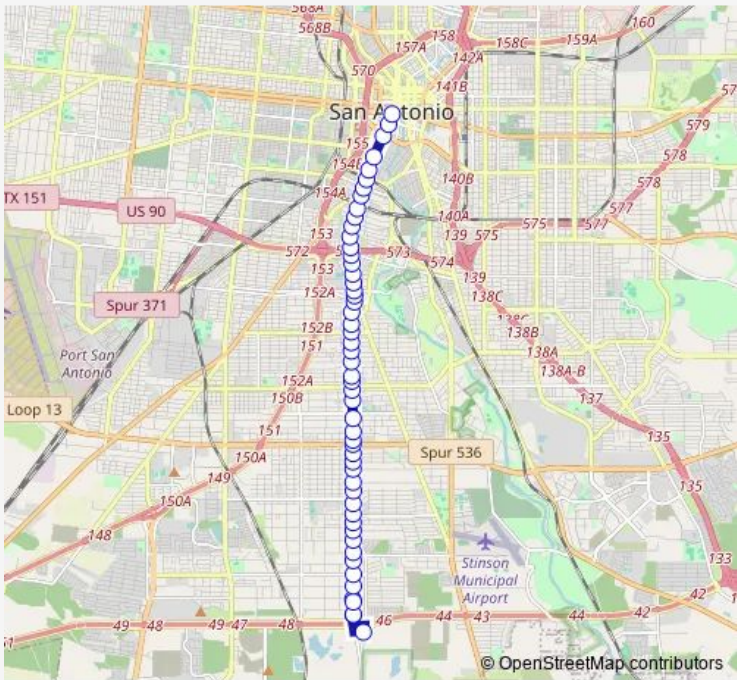 568A
568B
158
158C
159A
160
157A
142A
570
141B
57
579
San Antonio
155
578
154B
140B
578
154A
TX 151
577
US 90
140A
575
577
153
139
575
572
573
574
153
139
152A
138C
Spur 371
138C
152B
138B
151
Port San
Antonio
138A
138A-B
152A
150B
137
Loop 13
151
135
150A
Spur 536
149
135
150A
148
133
Stinson
Municipal
Airport
42
46
44
42
51
49
48
49
47
48
44
43
© OpenStreetMap contributors